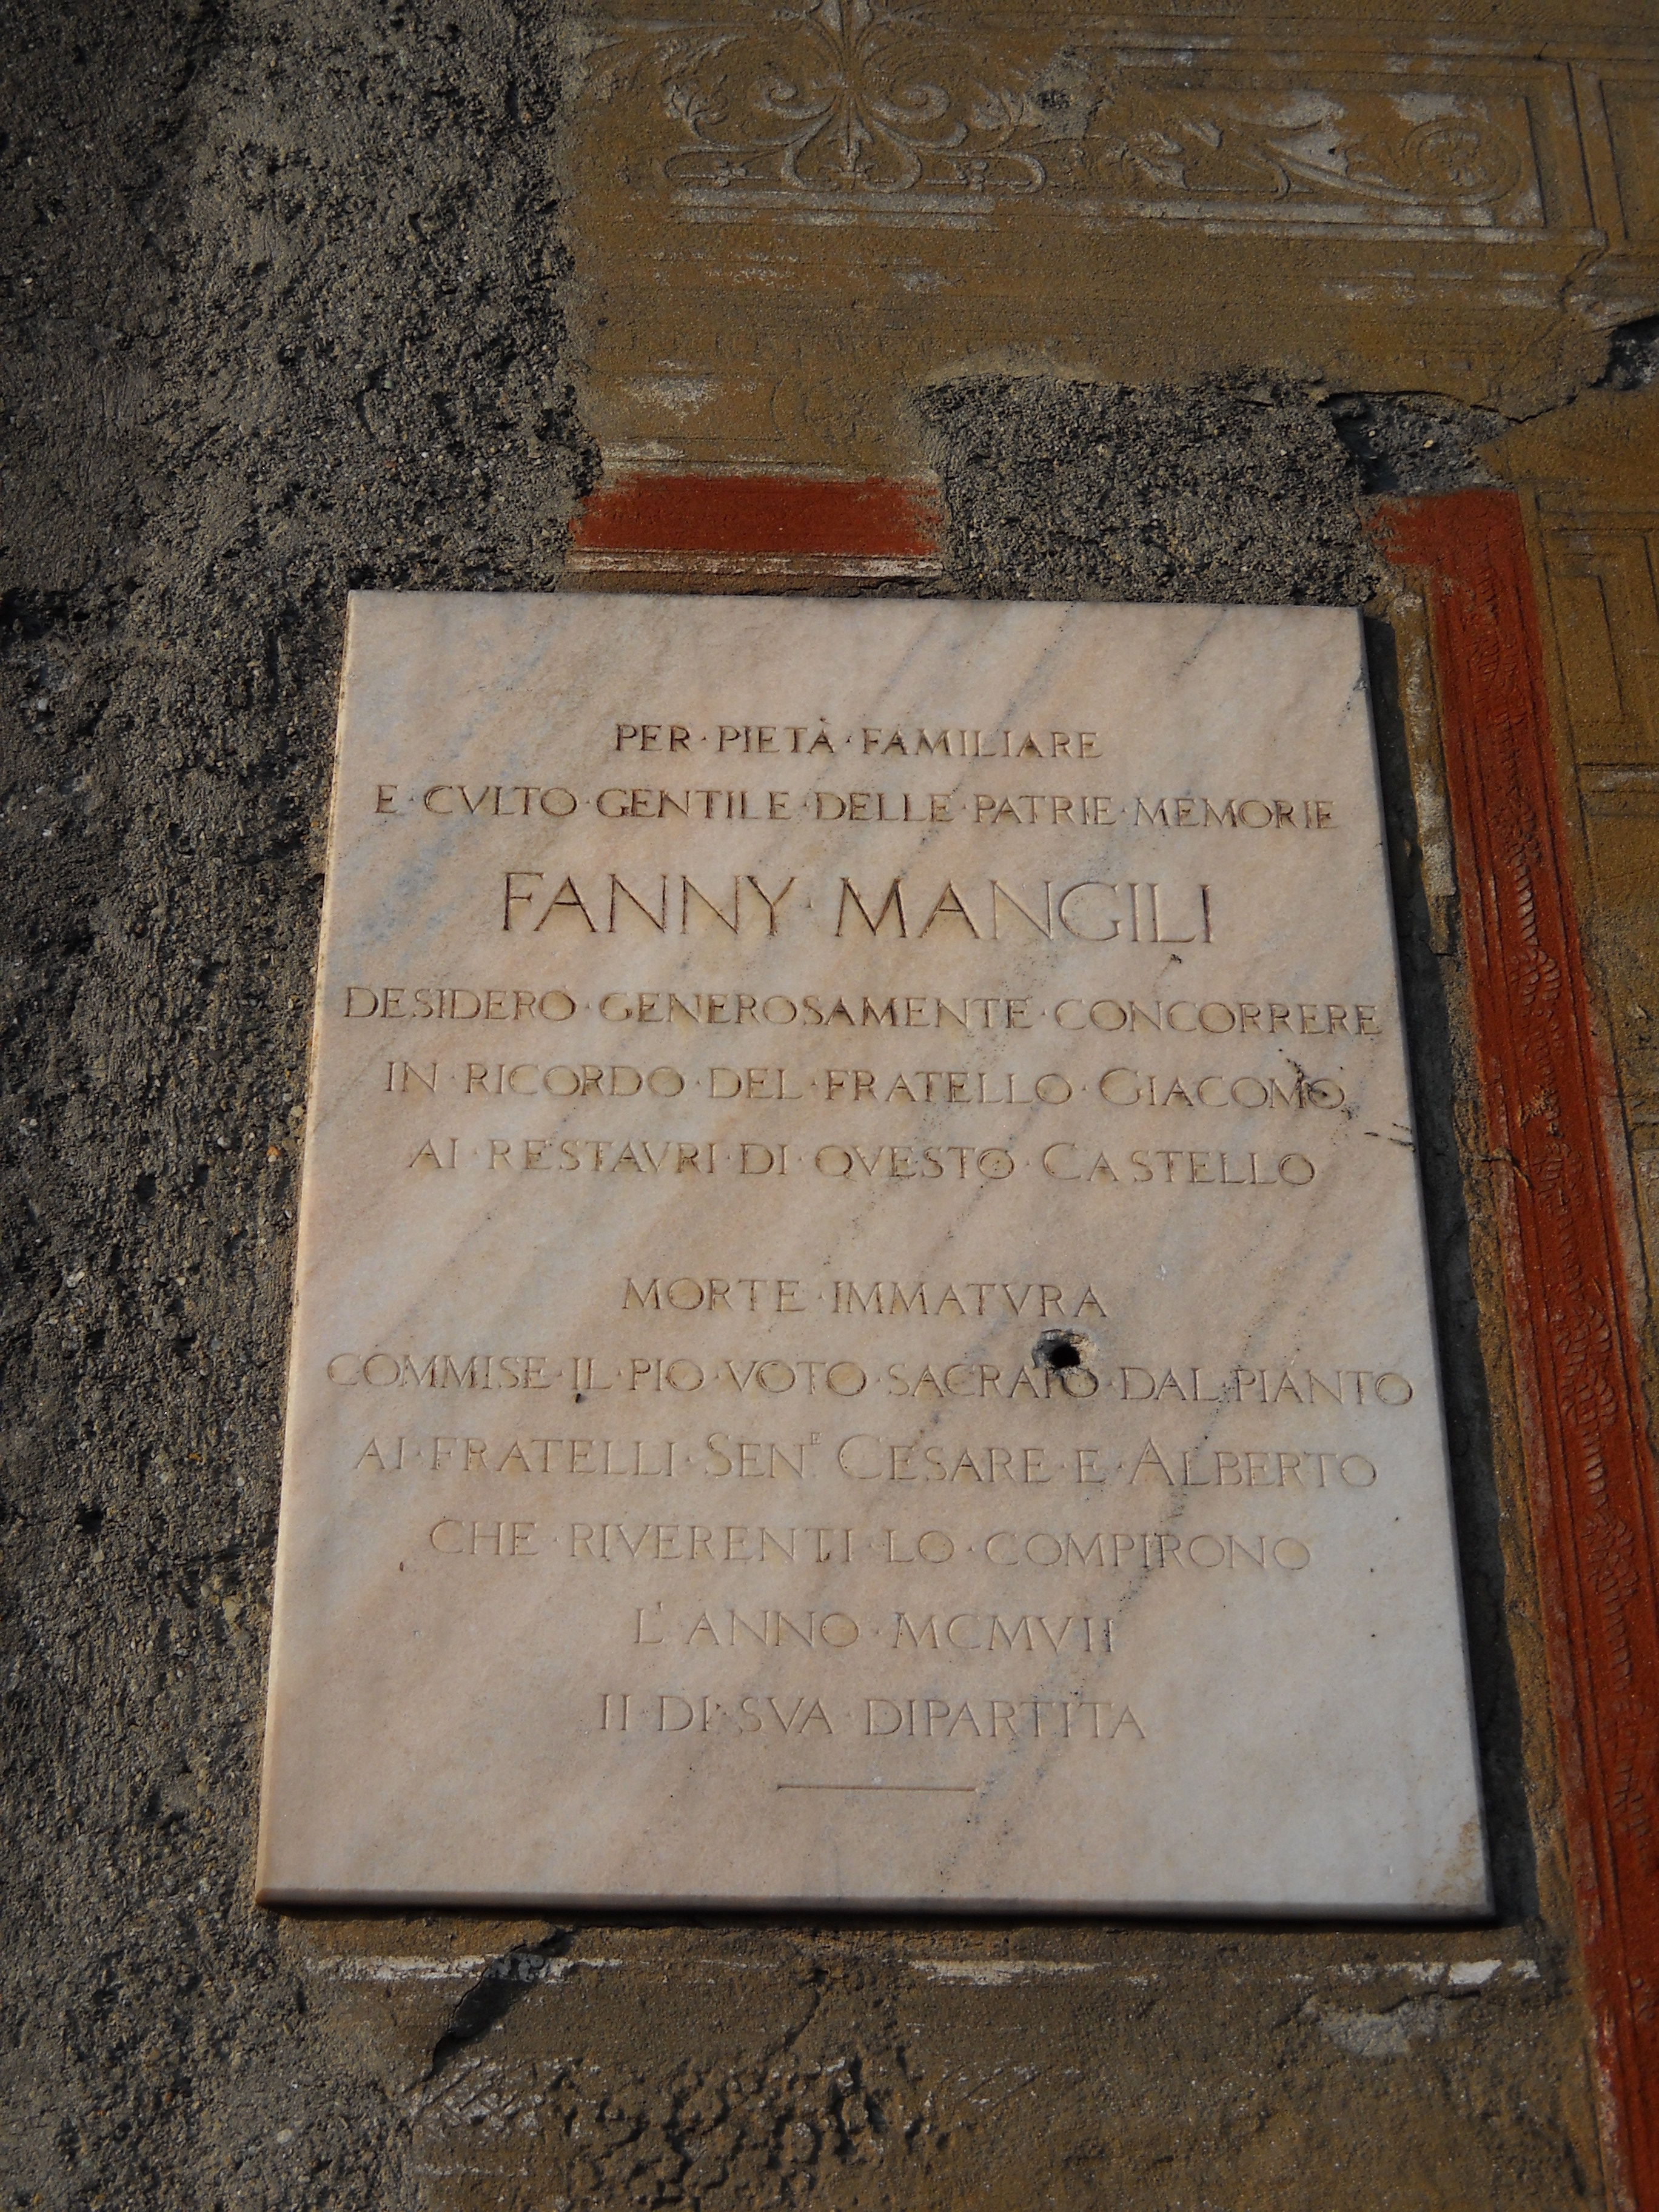 PER·PIETÀ·FAMILIARE
E·CVLTO·GENTILE·DELLE·PATRIE·MEMORIE
FANNY·MANGILI
DESIDERÒ·GENEROSAMENTE·CONCORRERE
IN·RICORDO·DEL·FRATELLO·GIACOMO
AI·RESTAVRI·DI·QVESTO·CASTELLO
MORTE·IMMATVRA
COMMISE·IL·PIO·VOTO·SACRATO·DAL·PIANTO
AI·FRATELLI·SEN.E CESARE·E·ALBERTO
CHE·RIVERENTI·LO·COMPIRONO
L'ANNO·MCMVII
II·DI·SVA·DIPARTITA